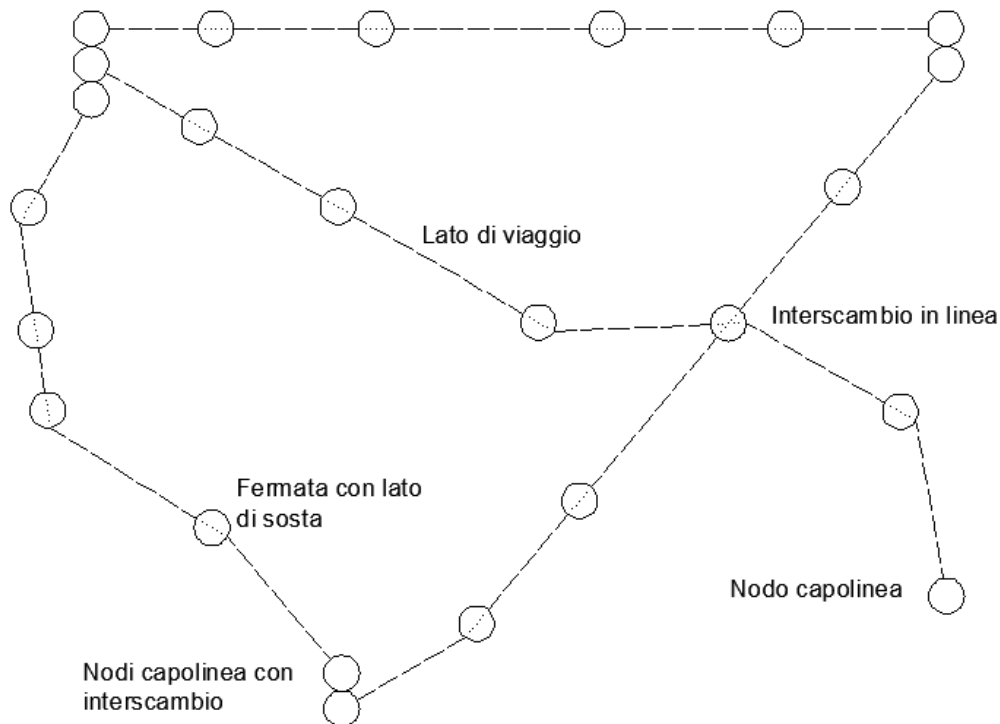 Lato di viaggio
Interscambio in linea
Fermata con lato
di sosta
Nodo capolinea
Nodi capolinea con
interscambio